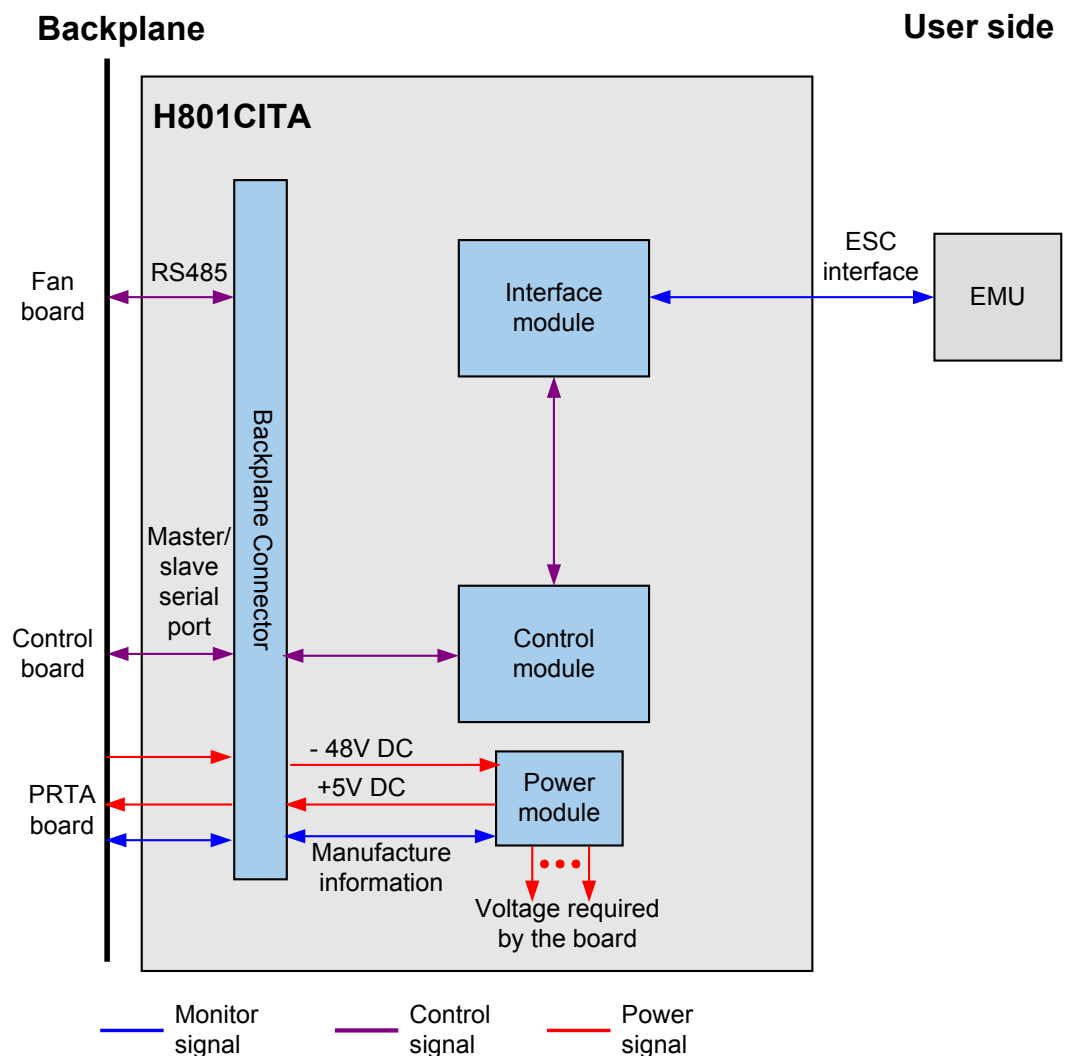 Backplane
User side
H801CITA
Fan
board
RS485
Interface
module
ESC
interface
EMU
Backplane Connector
Master/
slave
serial
port
Control
board
Control
module
- 48V DC
+5V DC
Power
module
PRTA
board
Manufacture
information
Voltage required
by the board
Monitor
signal
Control
signal
Power
signal